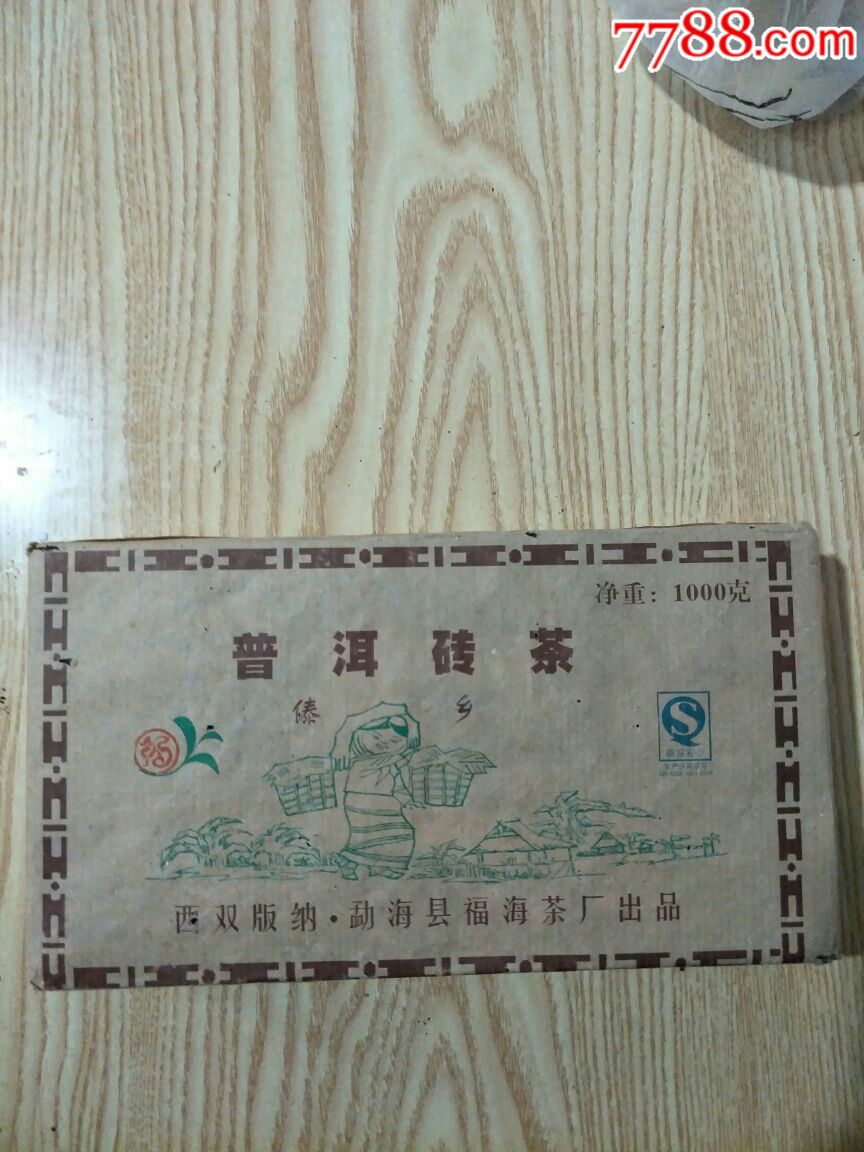 7788.com
净重：1000克
普洱砖茶
傣乡
福
西双版纳·勐海县福海茶厂出品